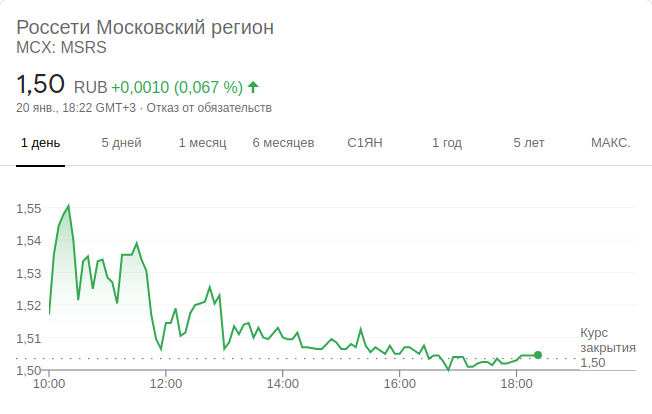 Россети Московский регион
MCX: MSRS
1,50 RUB +0,0010 (0,067 %)
20 янв., 18:22 GMT+3 · Отказ от обязательств
1 день 5 дней 1 месяц 6 месяцев С1ЯН 1 год 5 лет МАКС.
1,55
1,54
1,53
1,52
1,51
1,50
Курс
закрытия
1,50
10:00 12:00 14:00 16:00 18:00